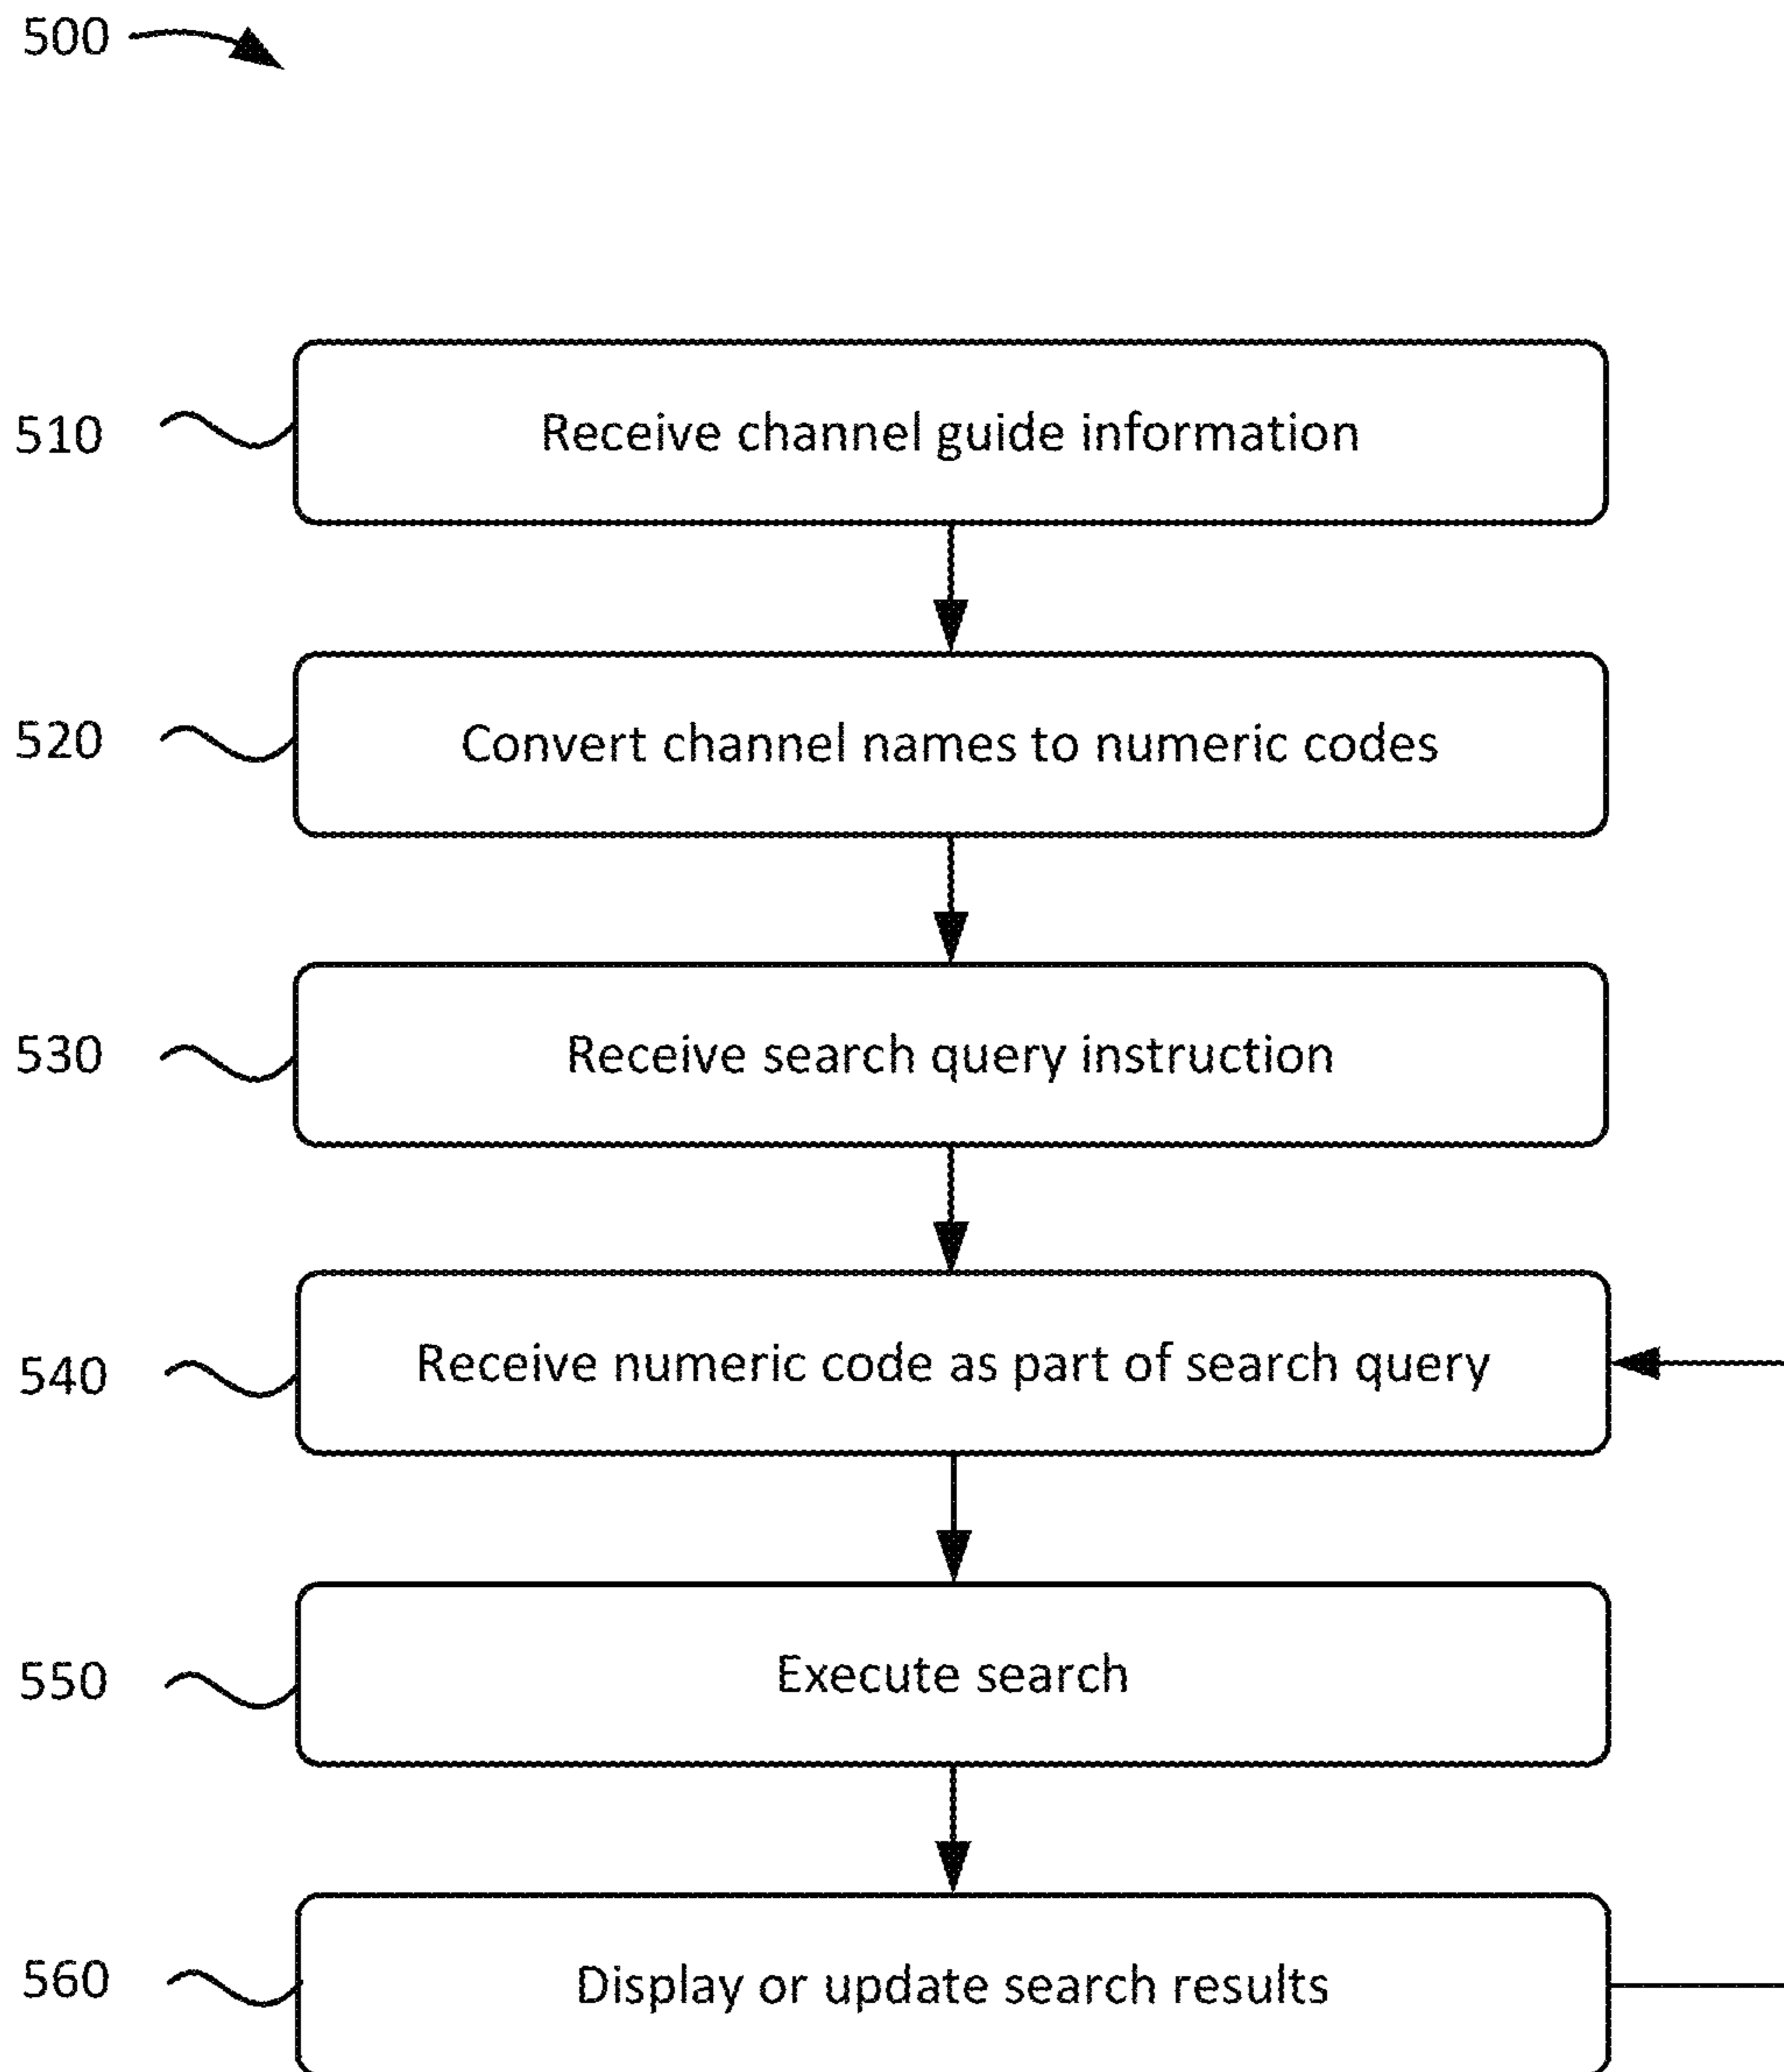 500
510 Receive channel guide information
520 Convert channel names to numeric codes
530 Receive search query instruction
540 Receive numeric code as part of search query
550 Execute search
560 Display or update search results